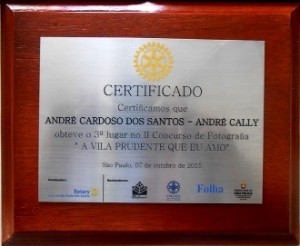 CERTIFICADO
Certificamos que
ANDRÉ CARDOSO DOS SANTOS - ANDRÉ CALLY
obteve o 3º lugar no II Concurso de Fotografia
" A VILA PRUDENTE QUE EU AMO"
São Paulo, 07 de outubro de 2015
Rotary
Folha